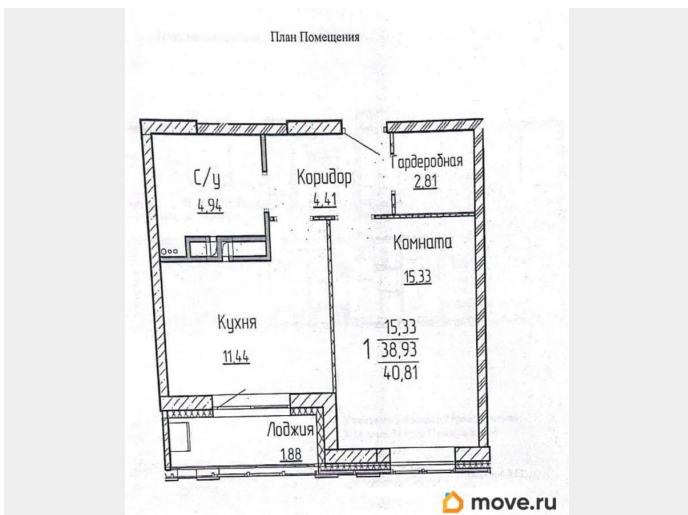 План Помещения
С/у
4.94
Коридор
4.41
Гардеробная
2.81
Комната
15.33
Кухня
11.44
1
15,33
38,93
40,81
Лоджия
1.88
move.ru